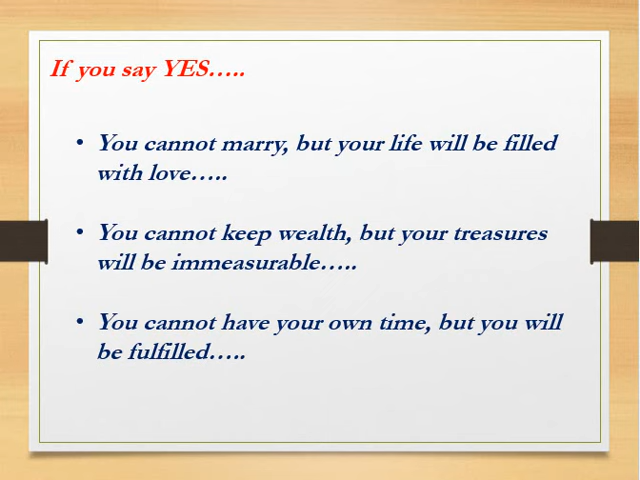 If you say YES.....
• You cannot marry, but your life will be filled
with love.....
• You cannot keep wealth, but your treasures
will be immeasurable.....
• You cannot have your own time, but you will
be fulfilled.....